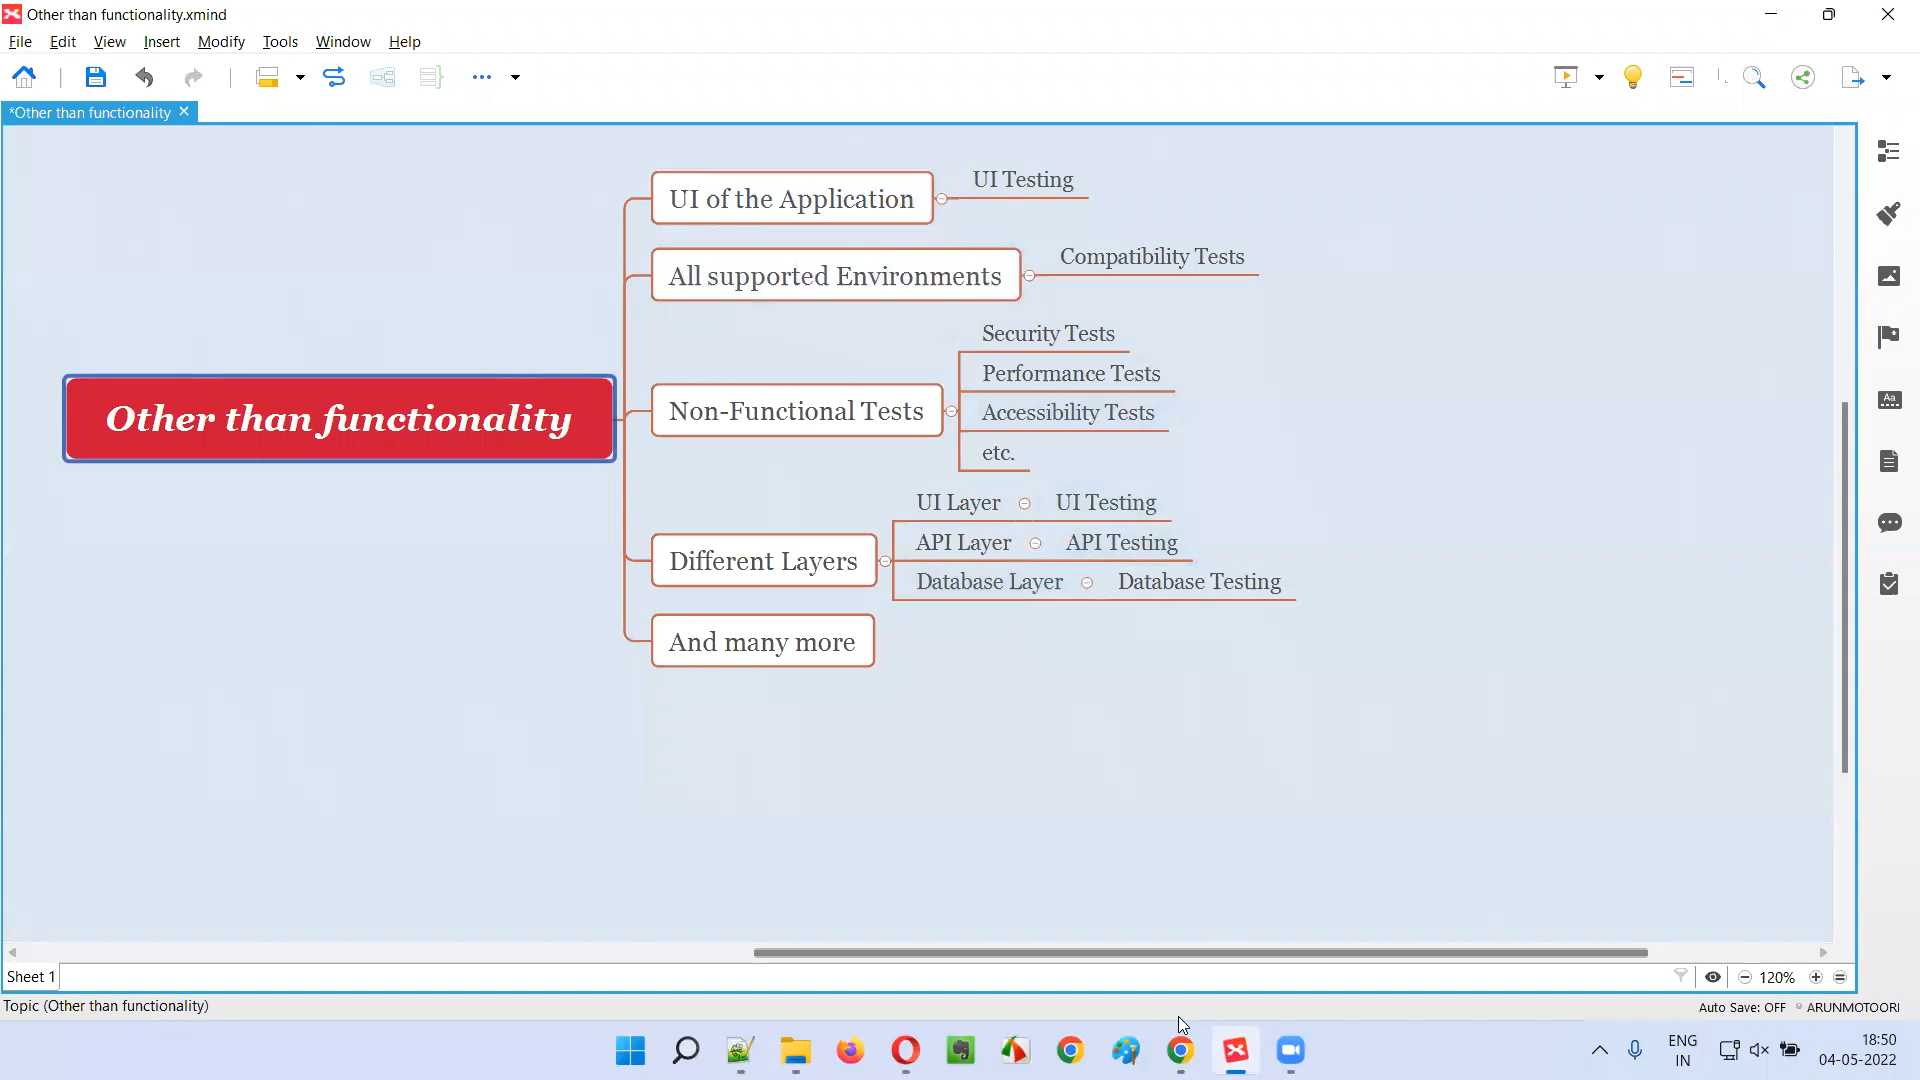 Other than functionality.xmind
File Edit View Insert Modify Tools Window Help
*Other than functionality
UI of the Application
UI Testing
All supported Environments
Compatibility Tests
Other than functionality
Non-Functional Tests
Security Tests
Performance Tests
Accessibility Tests
etc.
Different Layers
UI Layer UI Testing
API Layer API Testing
Database Layer Database Testing
And many more
Aa
Sheet 1
120%
Topic (Other than functionality)
Auto Save: OFF ARUNMOTOORI
ENG
IN
18:50
04-05-2022